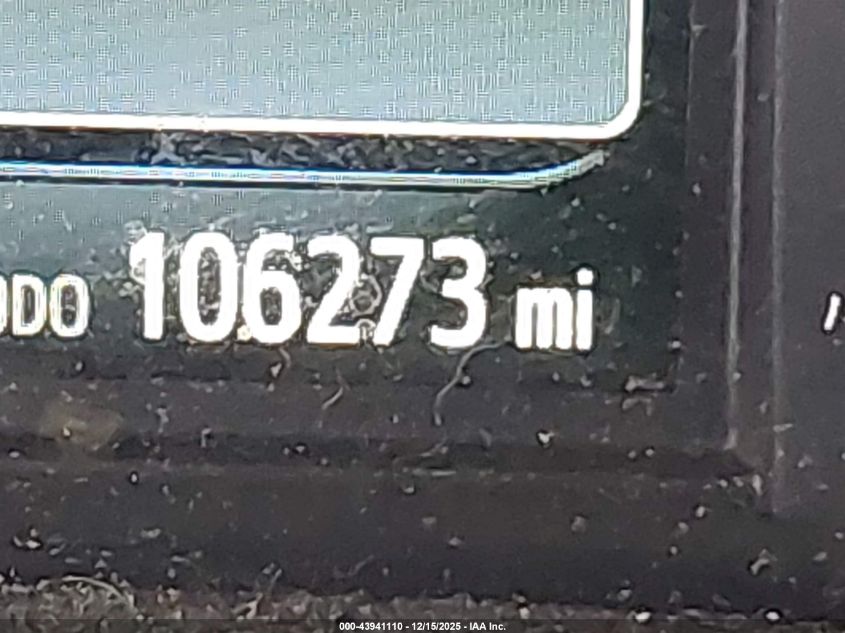 ODO 106273 mi
000-43941110 - 12/15/2025 - IAA Inc.